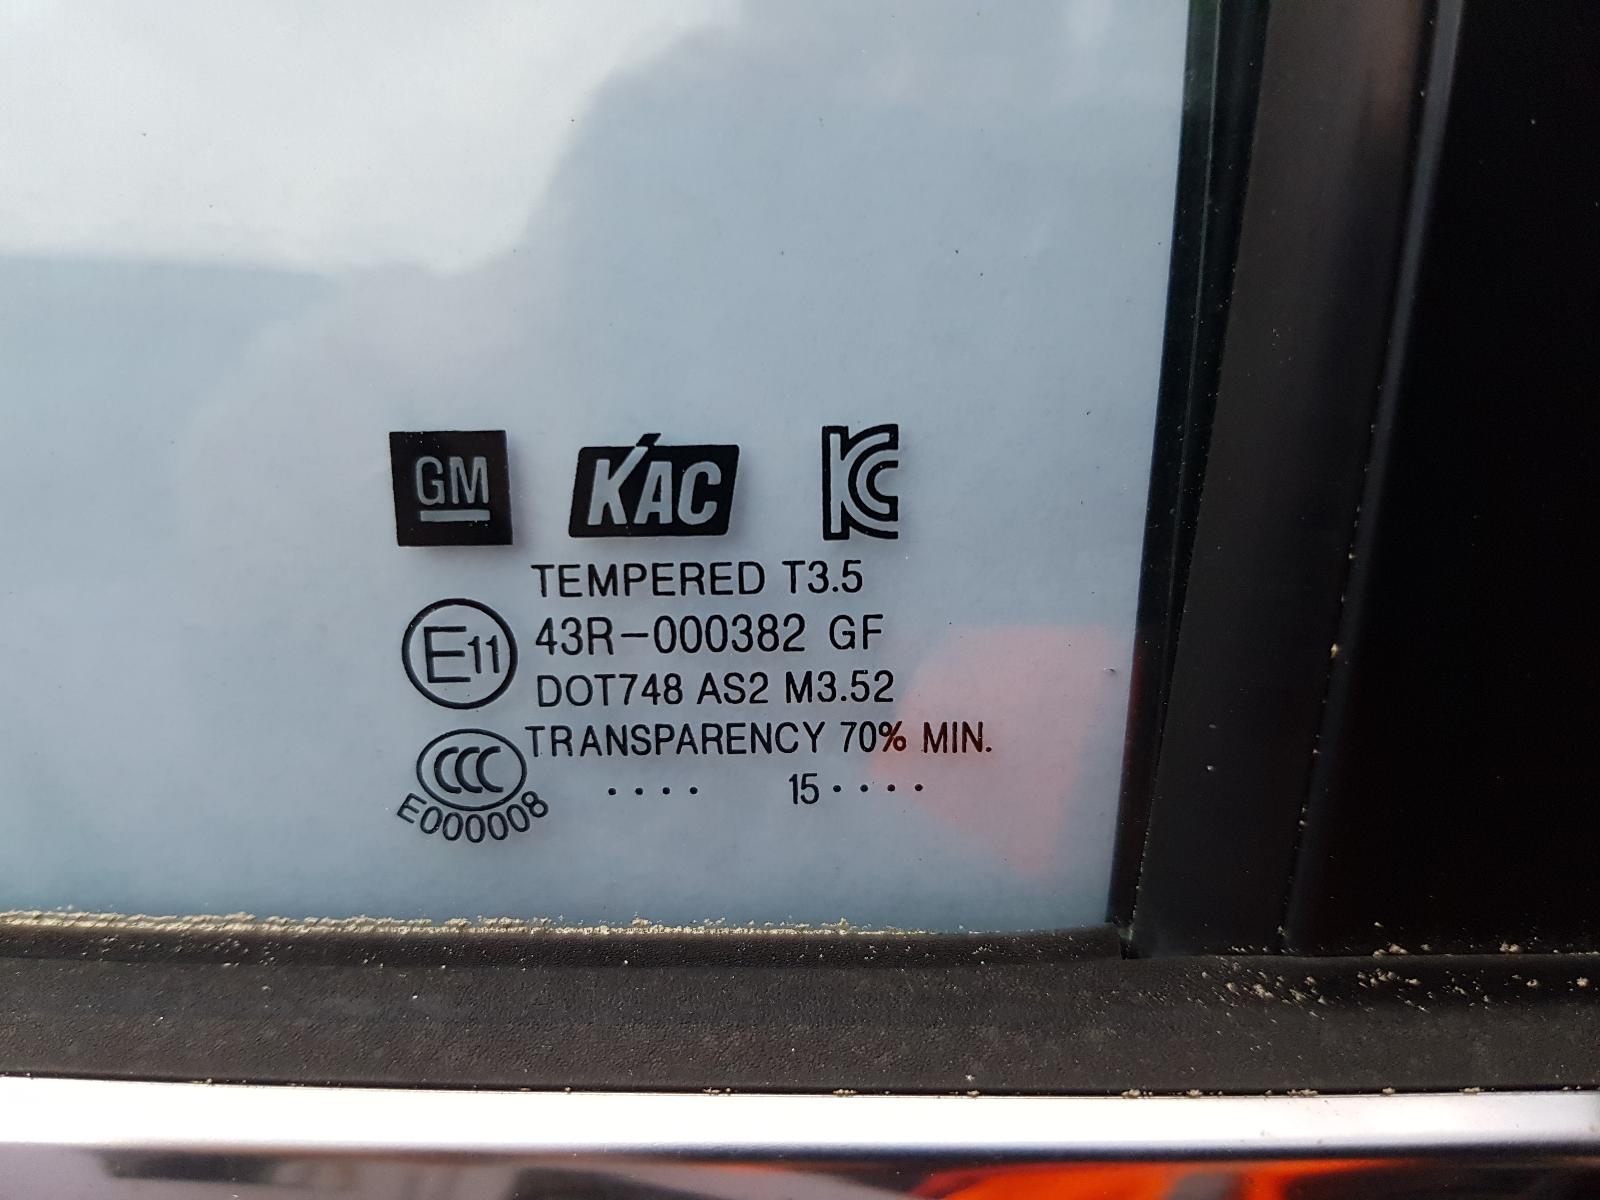 GM KAC KC
TEMPERED T3.5
E11 43R-000382 GF
DOT748 AS2 M3.52
TRANSPARENCY 70% MIN.
CCC
E000008
.... 15....